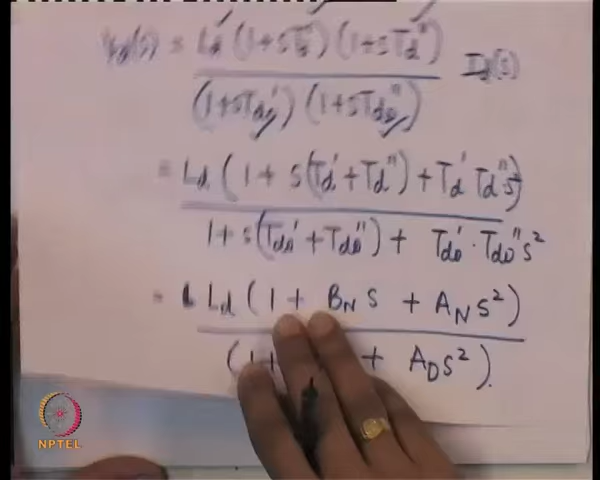 ψd(s) = Ld (1+sTd') (1+sTd'') Id(s)
(1+sTdo') (1+sTdo'')
= Ld (1 + s(Td' + Td'') + Td' Td'' s²)
1 + s(Tdo' + Tdo'') + Tdo' · Tdo'' s²
= Ld (1 + BN s + AN s²)
(1+ + AD s²).
NPTEL